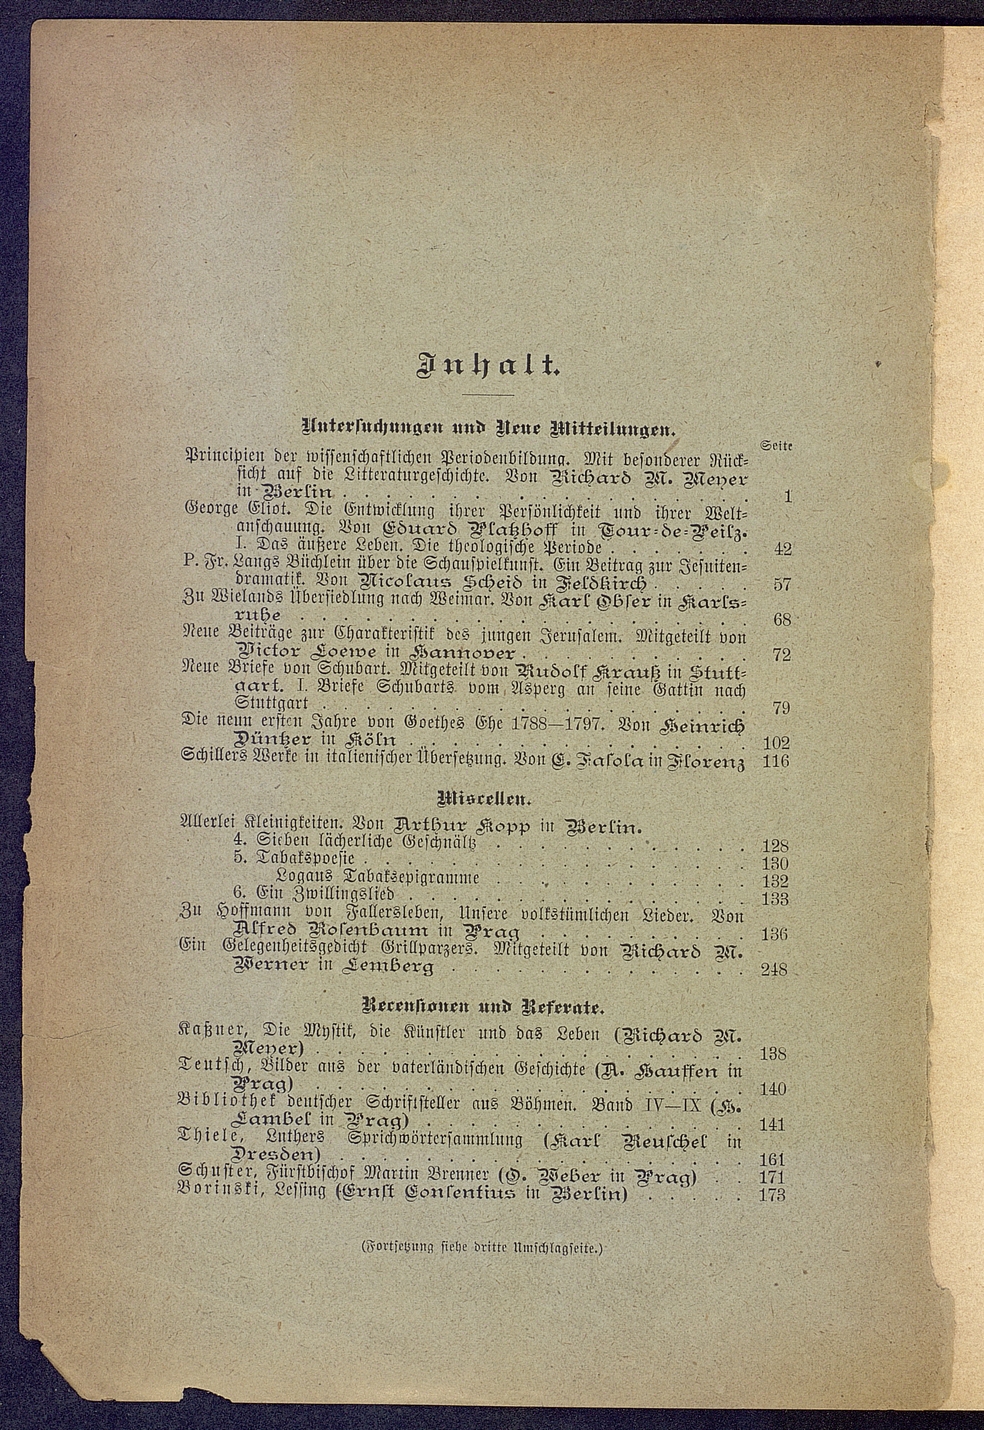 Inhalt.
Untersuchungen und Neue Mitteilungen.
Seite
Principien der wissenschaftlichen Periodenbildung. Mit besonderer Rück-
sicht auf die Litteraturgeschichte. Von Richard M. Meyer
in Berlin . . . . . . . . . . . . . . . . . . . 1
George Eliot. Die Entwicklung ihrer Persönlichkeit und ihrer Welt-
anschauung. Von Eduard Platzhoff in Tour-de-Peilz.
I. Das äußere Leben. Die theologische Periode . . . . . . . 42
P. Fr. Langs Büchlein über die Schauspielkunst. Ein Beitrag zur Jesuiten-
dramatik. Von Nicolaus Scheid in Feldkirch . . . . . 57
Zu Wielands Übersiedlung nach Weimar. Von Karl Obser in Karls-
ruhe . . . . . . . . . . . . . . . . . . . . . 68
Neue Beiträge zur Charakteristik des jungen Jerusalem. Mitgeteilt von
Victor Loewe in Hannover . . . . . . . . . . . 72
Neue Briefe von Schubart. Mitgeteilt von Rudolf Krauß in Stutt-
gart. I. Briefe Schubarts vom Asperg an seine Gattin nach
Stuttgart . . . . . . . . . . . . . . . . . . . . 79
Die neun ersten Jahre von Goethes Ehe 1788—1797. Von Heinrich
Düntzer in Köln . . . . . . . . . . . . . . . . 102
Schillers Werke in italienischer Übersetzung. Von C. Fasola in Florenz 116
Miscellen.
Allerlei Kleinigkeiten. Von Arthur Kopp in Berlin.
4. Sieben lächerliche Geschnältz . . . . . . . . . . . . 128
5. Tabakspoesie . . . . . . . . . . . . . . . . . . 130
Logaus Tabaksepigramme . . . . . . . . . . . . . 132
6. Ein Zwillingslied . . . . . . . . . . . . . . . . 133
Zu Hoffmann von Fallersleben, Unsere volkstümlichen Lieder. Von
Alfred Rosenbaum in Prag . . . . . . . . . . 136
Ein Gelegenheitsgedicht Grillparzers. Mitgeteilt von Richard M.
Werner in Lemberg . . . . . . . . . . . . . . 248
Recensionen und Referate.
Kaßner, Die Mystik, die Künstler und das Leben (Richard M.
Meyer) . . . . . . . . . . . . . . . . . . . . 138
Teutsch, Bilder aus der vaterländischen Geschichte (A. Hauffen in
Prag) . . . . . . . . . . . . . . . . . . . . . 140
Bibliothek deutscher Schriftsteller aus Böhmen. Band IV—IX (H.
Lambel in Prag) . . . . . . . . . . . . . . . 141
Thiele, Luthers Sprichwörtersammlung (Karl Reuschel in
Dresden) . . . . . . . . . . . . . . . . . . . 161
Schuster, Fürstbischof Martin Brenner (O. Weber in Prag) . . 171
Borinski, Lessing (Ernst Consentius in Berlin) . . . . . 173
(Fortsetzung siehe dritte Umschlagseite.)